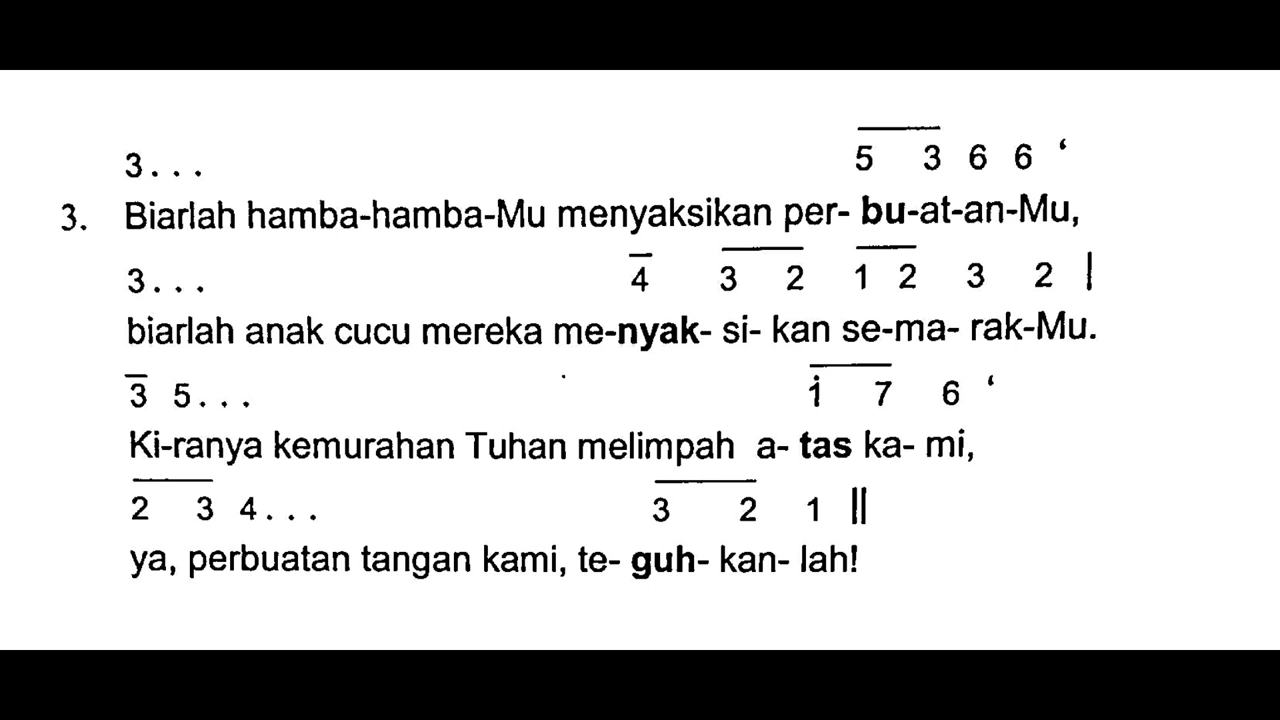 3... 5 3 6 6 ‘
3. Biarlah hamba-hamba-Mu menyaksikan per- bu-at-an-Mu,
3... 4 3 2 1 2 3 2 |
biarlah anak cucu mereka me-nyak- si- kan se-ma- rak-Mu.
3 5... i 7 6 ‘
Ki-ranya kemurahan Tuhan melimpah a- tas ka- mi,
2 3 4... 3 2 1 ||
ya, perbuatan tangan kami, te- guh- kan- lah!